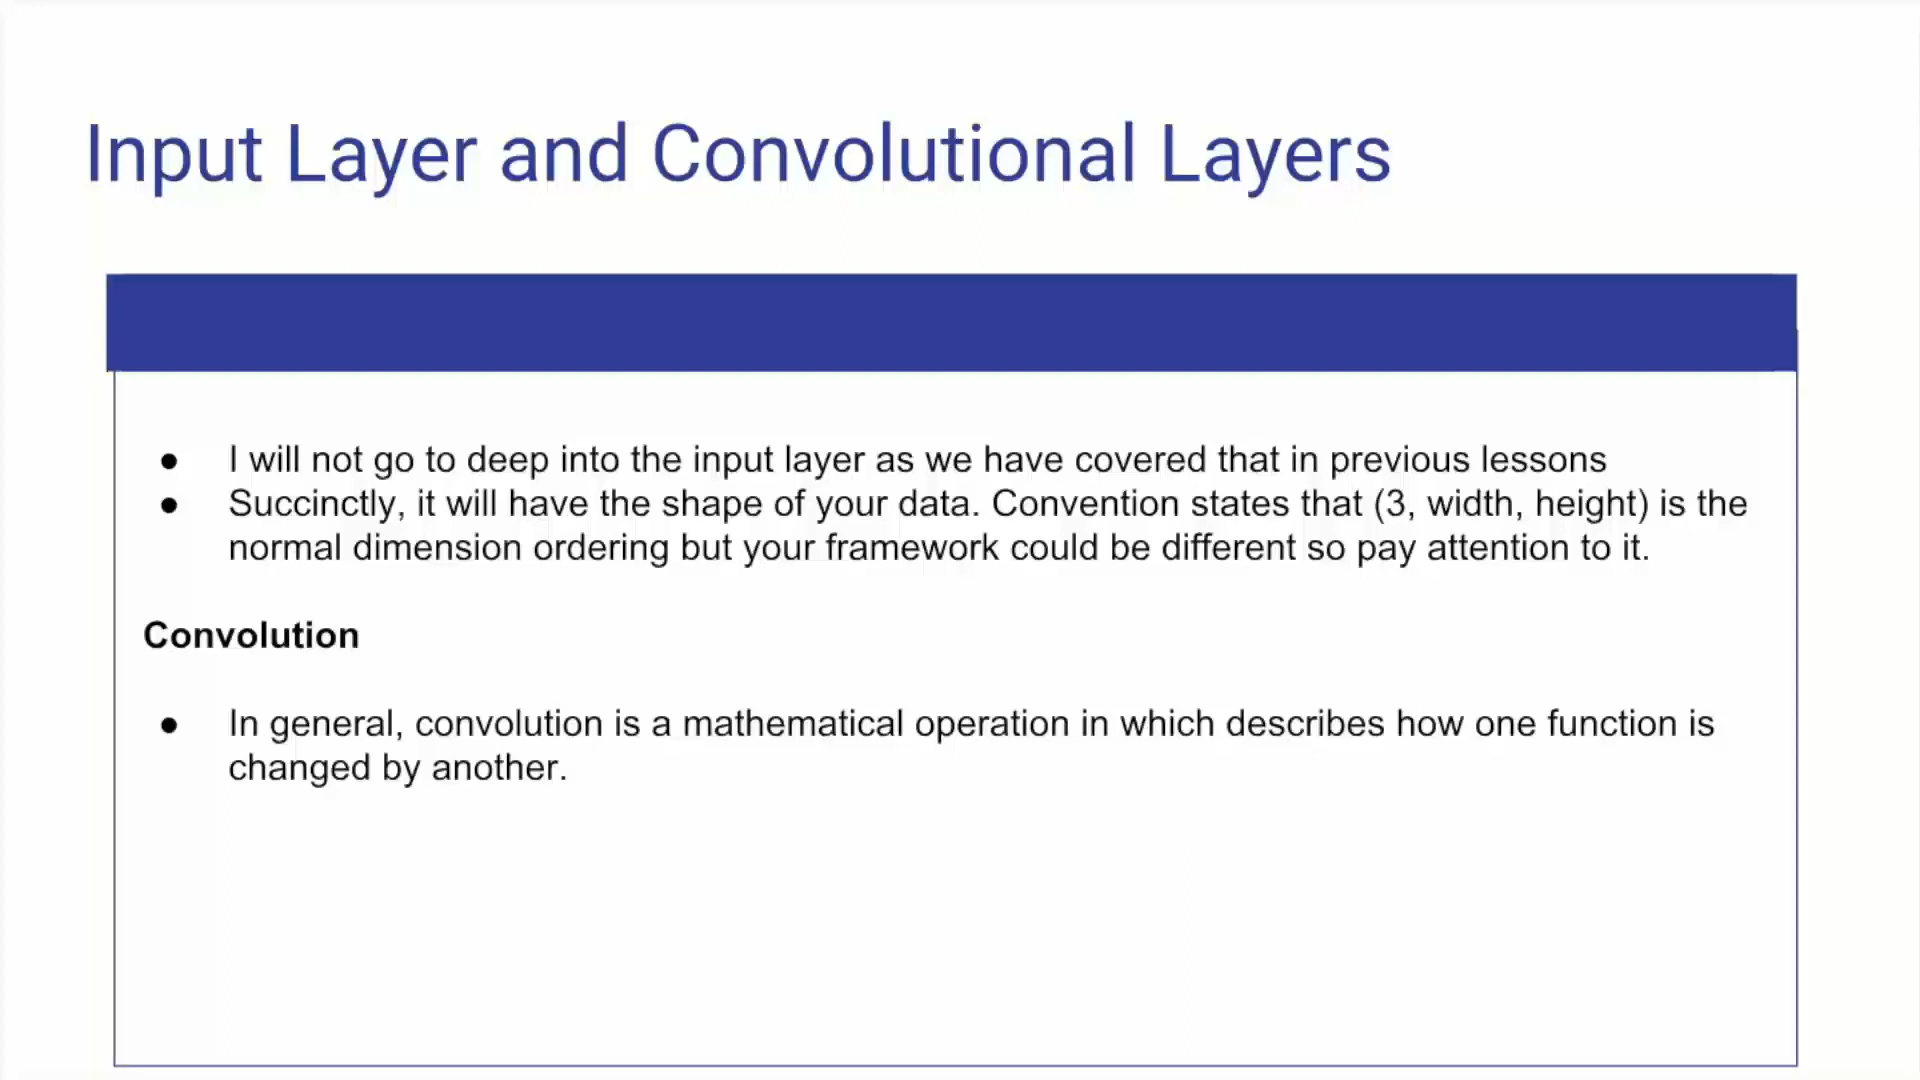 Input Layer and Convolutional Layers
● I will not go to deep into the input layer as we have covered that in previous lessons
● Succinctly, it will have the shape of your data. Convention states that (3, width, height) is the
normal dimension ordering but your framework could be different so pay attention to it.
Convolution
● In general, convolution is a mathematical operation in which describes how one function is
changed by another.